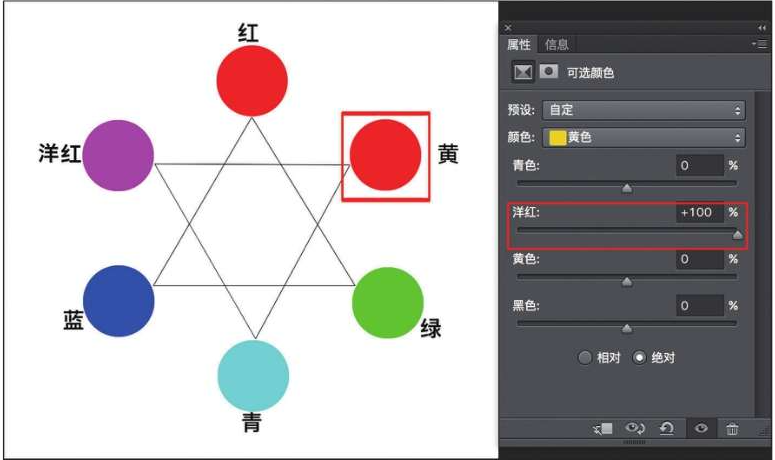 红
洋红
黄
蓝
绿
青
属性 信息
可选颜色
预设: 自定
颜色: 黄色
青色: 0 %
洋红: +100 %
黄色: 0 %
黑色: 0 %
相对 绝对